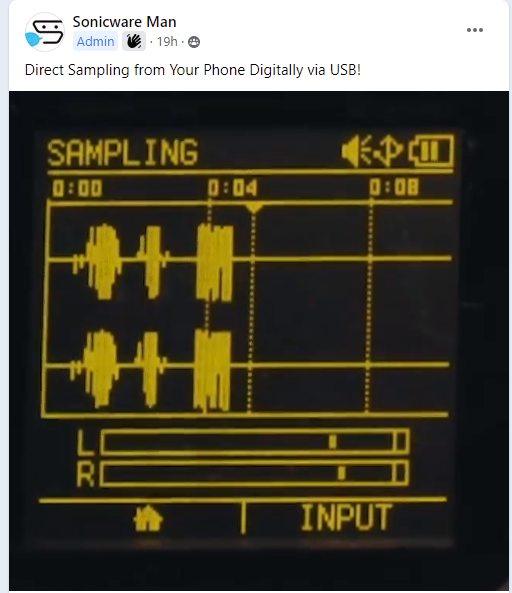 Sonicware Man
Admin · 19h ·
Direct Sampling from Your Phone Digitally via USB!
SAMPLING
0:00 0:04 0:08
L
R
INPUT